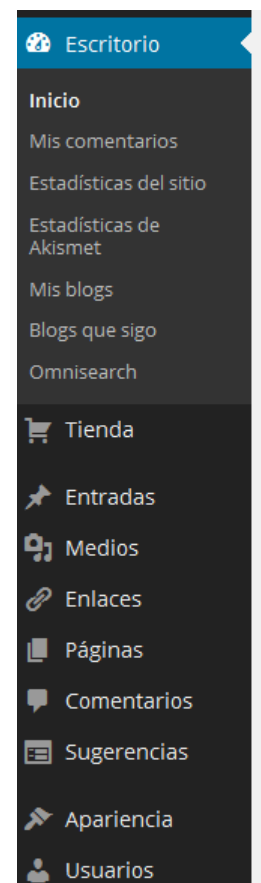 Escritorio
Inicio
Mis comentarios
Estadísticas del sitio
Estadísticas de
Akismet
Mis blogs
Blogs que sigo
Omnisearch
Tienda
Entradas
Medios
Enlaces
Páginas
Comentarios
Sugerencias
Apariencia
Usuarios